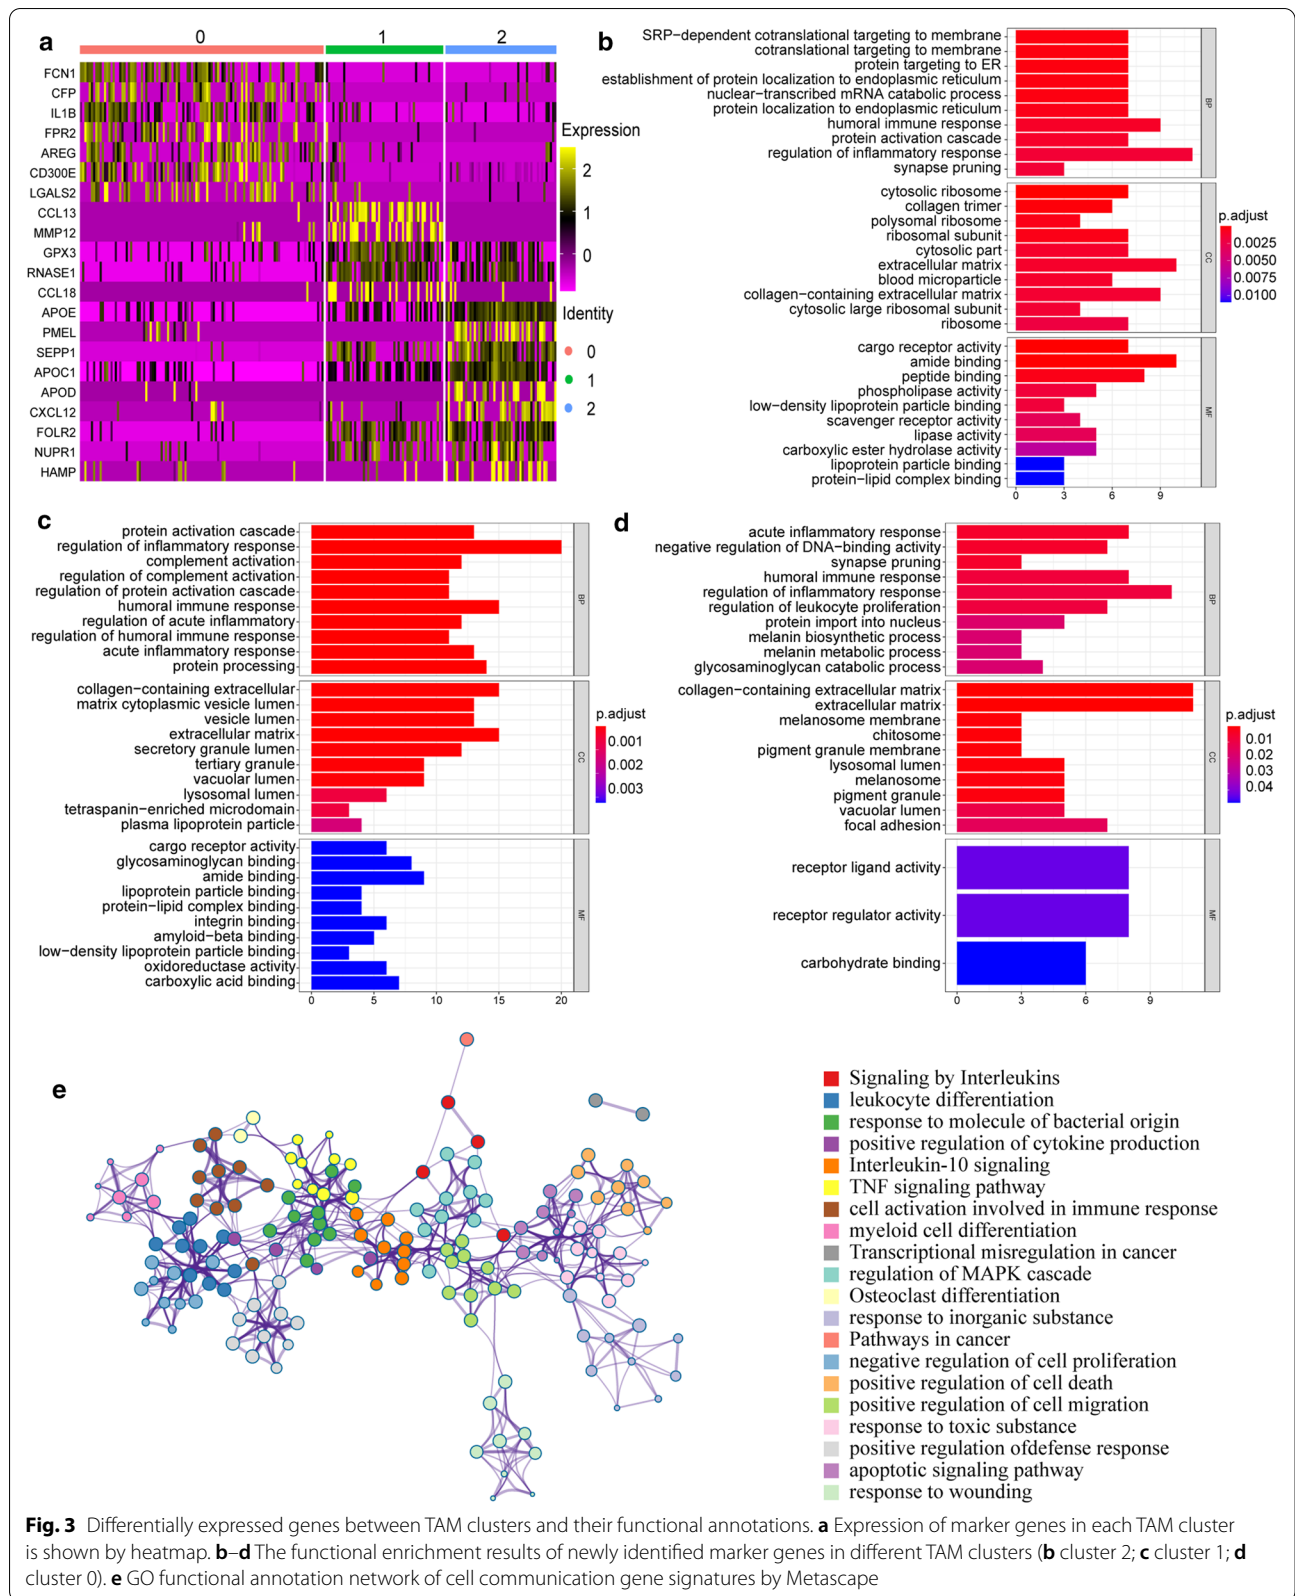 a
0 1 2
FCN1
CFP
IL1B
FPR2
AREG
CD300E
LGALS2
CCL13
MMP12
GPX3
RNASE1
CCL18
APOE
PMEL
SEPP1
APOC1
APOD
CXCL12
FOLR2
NUPR1
HAMP
Expression
2
1
0
Identity
0
1
2
b
SRP−dependent cotranslational targeting to membrane
cotranslational targeting to membrane
protein targeting to ER
establishment of protein localization to endoplasmic reticulum
nuclear−transcribed mRNA catabolic process
protein localization to endoplasmic reticulum
humoral immune response
protein activation cascade
regulation of inflammatory response
synapse pruning
BP
cytosolic ribosome
collagen trimer
polysomal ribosome
ribosomal subunit
cytosolic part
extracellular matrix
blood microparticle
collagen−containing extracellular matrix
cytosolic large ribosomal subunit
ribosome
CC
cargo receptor activity
amide binding
peptide binding
phospholipase activity
low−density lipoprotein particle binding
scavenger receptor activity
lipase activity
carboxylic ester hydrolase activity
lipoprotein particle binding
protein−lipid complex binding
MF
0 3 6 9
p.adjust
0.0025
0.0050
0.0075
0.0100
c
protein activation cascade
regulation of inflammatory response
complement activation
regulation of complement activation
regulation of protein activation cascade
humoral immune response
regulation of acute inflammatory
regulation of humoral immune response
acute inflammatory response
protein processing
BP
collagen−containing extracellular
matrix cytoplasmic vesicle lumen
vesicle lumen
extracellular matrix
secretory granule lumen
tertiary granule
vacuolar lumen
lysosomal lumen
tetraspanin−enriched microdomain
plasma lipoprotein particle
CC
cargo receptor activity
glycosaminoglycan binding
amide binding
lipoprotein particle binding
protein−lipid complex binding
integrin binding
amyloid−beta binding
low−density lipoprotein particle binding
oxidoreductase activity
carboxylic acid binding
MF
0 5 10 15 20
p.adjust
0.001
0.002
0.003
d
acute inflammatory response
negative regulation of DNA−binding activity
synapse pruning
humoral immune response
regulation of inflammatory response
regulation of leukocyte proliferation
protein import into nucleus
melanin biosynthetic process
melanin metabolic process
glycosaminoglycan catabolic process
BP
collagen−containing extracellular matrix
extracellular matrix
melanosome membrane
chitosome
pigment granule membrane
lysosomal lumen
melanosome
pigment granule
vacuolar lumen
focal adhesion
CC
receptor ligand activity
receptor regulator activity
carbohydrate binding
MF
0 3 6 9
p.adjust
0.01
0.02
0.03
0.04
e
Signaling by Interleukins
leukocyte differentiation
response to molecule of bacterial origin
positive regulation of cytokine production
Interleukin-10 signaling
TNF signaling pathway
cell activation involved in immune response
myeloid cell differentiation
Transcriptional misregulation in cancer
regulation of MAPK cascade
Osteoclast differentiation
response to inorganic substance
Pathways in cancer
negative regulation of cell proliferation
positive regulation of cell death
positive regulation of cell migration
response to toxic substance
positive regulation ofdefense response
apoptotic signaling pathway
response to wounding
Fig. 3 Differentially expressed genes between TAM clusters and their functional annotations. a Expression of marker genes in each TAM cluster
is shown by heatmap. b–d The functional enrichment results of newly identified marker genes in different TAM clusters (b cluster 2; c cluster 1; d
cluster 0). e GO functional annotation network of cell communication gene signatures by Metascape